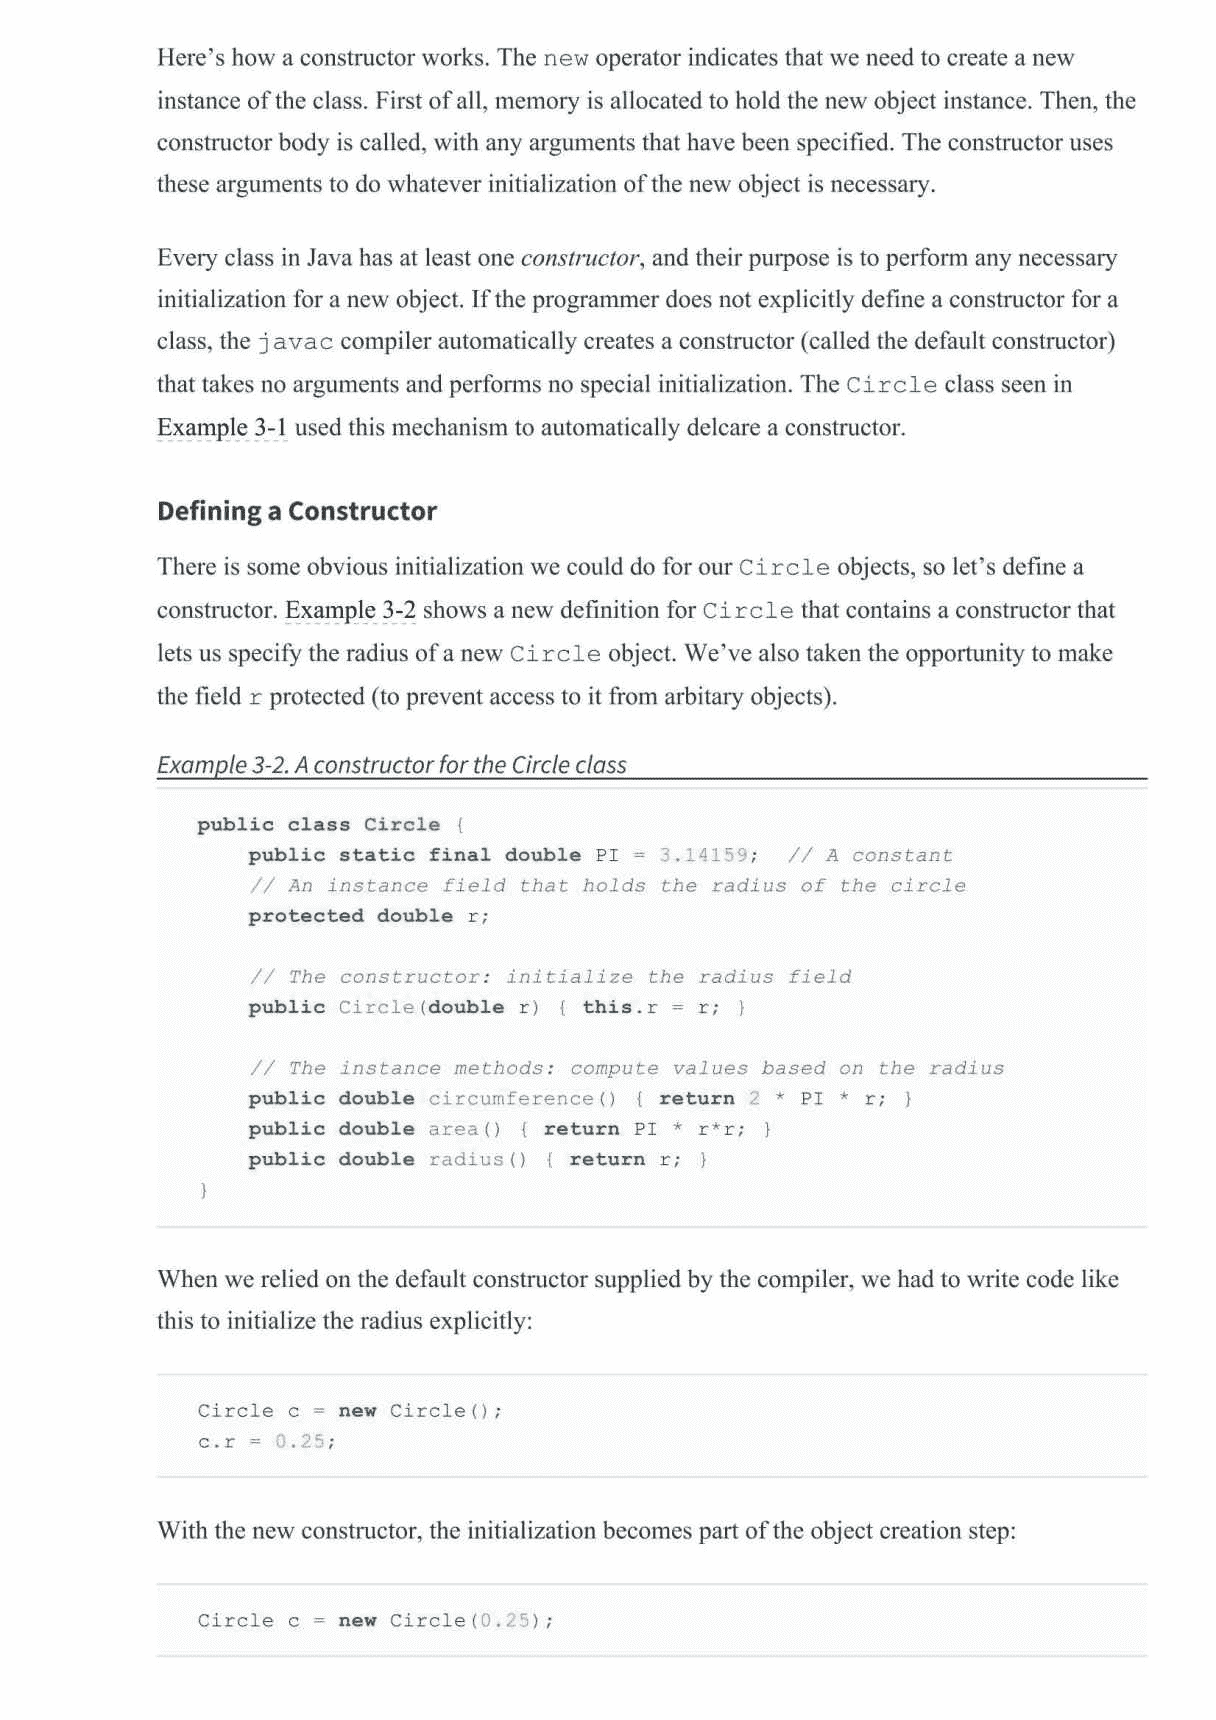 Here’s how a constructor works. The new operator indicates that we need to create a new
instance of the class. First of all, memory is allocated to hold the new object instance. Then, the
constructor body is called, with any arguments that have been specified. The constructor uses
these arguments to do whatever initialization of the new object is necessary.
Every class in Java has at least one constructor, and their purpose is to perform any necessary
initialization for a new object. If the programmer does not explicitly define a constructor for a
class, the javac compiler automatically creates a constructor (called the default constructor)
that takes no arguments and performs no special initialization. The Circle class seen in
Example 3-1 used this mechanism to automatically delcare a constructor.
Defining a Constructor
There is some obvious initialization we could do for our Circle objects, so let’s define a
constructor. Example 3-2 shows a new definition for Circle that contains a constructor that
lets us specify the radius of a new Circle object. We’ve also taken the opportunity to make
the field r protected (to prevent access to it from arbitary objects).
Example 3-2. A constructor for the Circle class
public class Circle {
    public static final double PI = 3.14159;  // A constant
    // An instance field that holds the radius of the circle
    protected double r;
    // The constructor: initialize the radius field
    public Circle(double r) { this.r = r; }
    // The instance methods: compute values based on the radius
    public double circumference() { return 2 * PI * r; }
    public double area() { return PI * r*r; }
    public double radius() { return r; }
}
When we relied on the default constructor supplied by the compiler, we had to write code like
this to initialize the radius explicitly:
Circle c = new Circle();
c.r = 0.25;
With the new constructor, the initialization becomes part of the object creation step:
Circle c = new Circle(0.25);